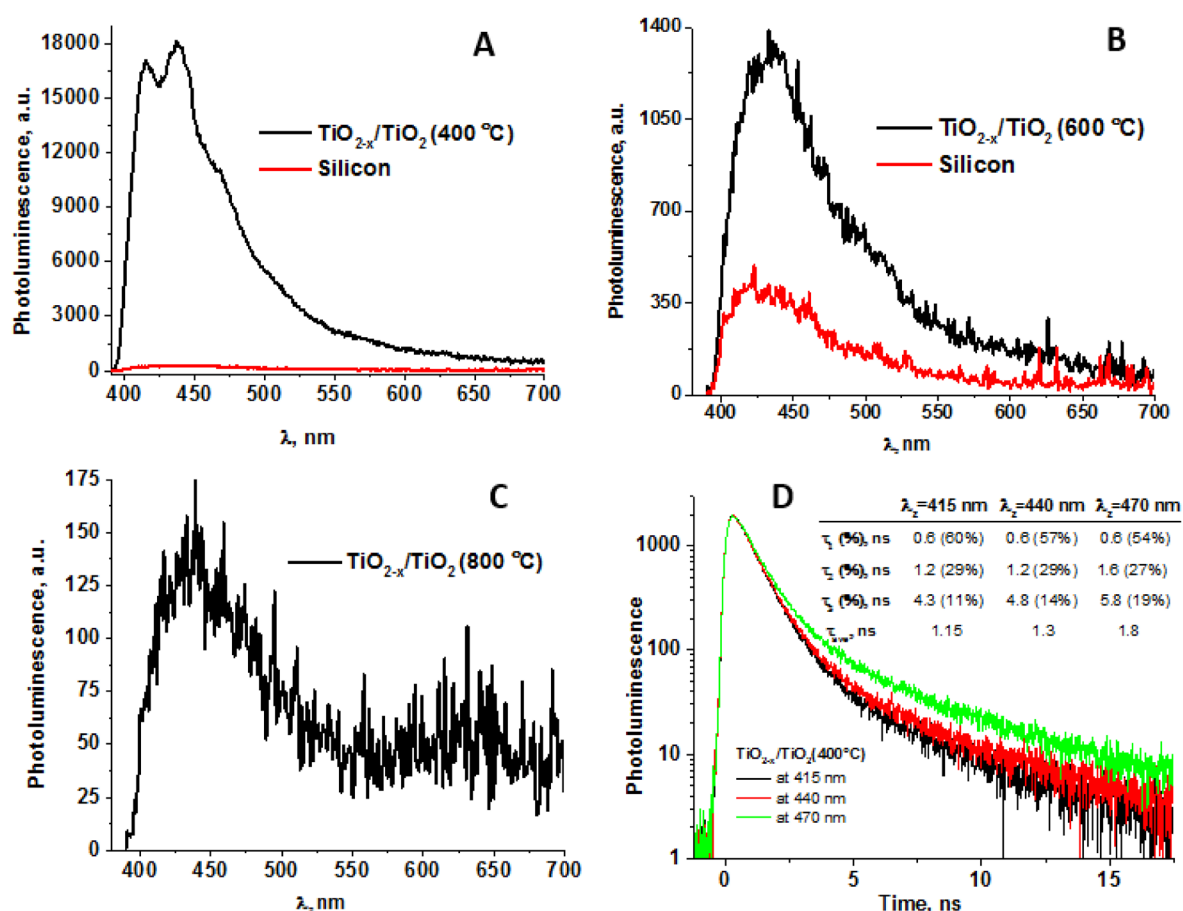 A
Photoluminescence, a.u.
18000
15000
12000
9000
6000
3000
0
TiO2-x/TiO2 (400 °C)
Silicon
400 450 500 550 600 650 700
λ, nm
B
Photoluminescence, a.u.
1400
1050
700
350
0
TiO2-x/TiO2 (600 °C)
Silicon
400 450 500 550 600 650 700
λ, nm
C
Photoluminescence, a.u.
175
150
125
100
75
50
25
0
TiO2-x/TiO2 (800 °C)
400 450 500 550 600 650 700
λ, nm
D
Photoluminescence
1000
100
10
1
λz=415 nm λz=440 nm λz=470 nm
(%), ns 0.6 (60%) 0.6 (57%) 0.6 (54%)
(%), ns 1.2 (29%) 1.2 (29%) 1.6 (27%)
(%), ns 4.3 (11%) 4.8 (14%) 5.8 (19%)
ns 1.15 1.3 1.8
TiO2-x/TiO2(400°C)
at 415 nm
at 440 nm
at 470 nm
0 5 10 15
Time, ns